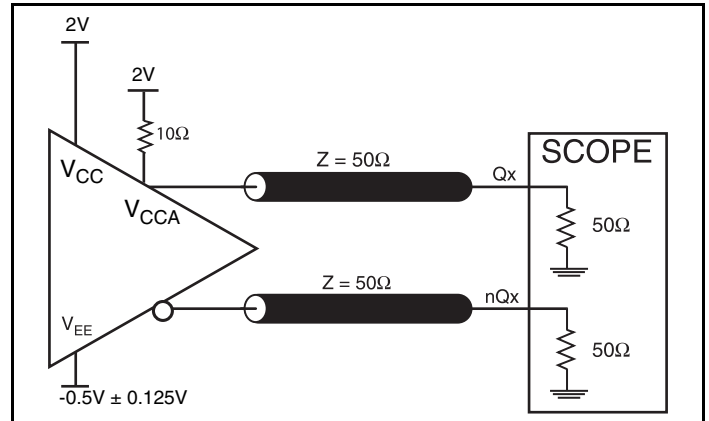 2V
2V
10Ω
SCOPE
Z = 50Ω
Qx
VCC
VCCA
50Ω
Z = 50Ω
nQx
VEE
50Ω
-0.5V ± 0.125V